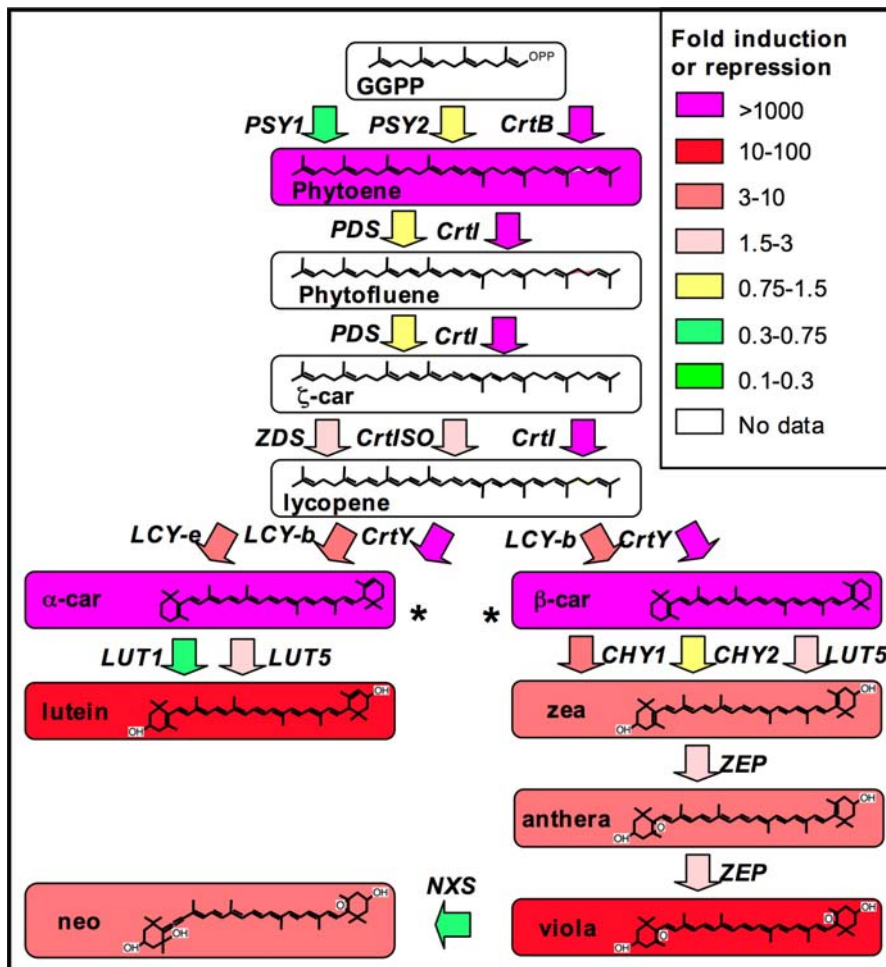 Fold induction
or repression
>1000
10-100
3-10
1.5-3
0.75-1.5
0.3-0.75
0.1-0.3
No data
OPP
GGPP
PSY1 PSY2 CrtB
Phytoene
PDS CrtI
Phytofluene
PDS CrtI
ζ-car
ZDS CrtISO CrtI
lycopene
LCY-e LCY-b CrtY LCY-b CrtY
α-car * * β-car
LUT1 LUT5 CHY1 CHY2 LUT5
lutein OH OH
zea OH OH
ZEP
anthera OH O OH
ZEP
NXS
neo OH OH O OH
viola OH O O OH